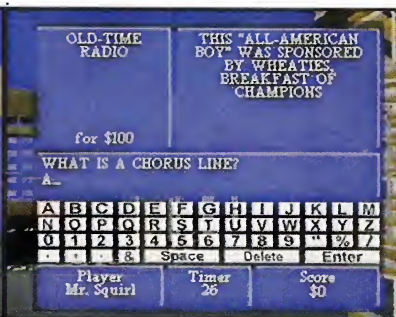 OLD-TIME
RADIO
for $100
THIS "ALL-AMERICAN
BOY" WAS SPONSORED
BY WHEATIES,
BREAKFAST OF
CHAMPIONS
WHAT IS A CHORUS LINE?
A_
A B C D E F G H I J K L M
N O P Q R S T U V W X Y Z
0 1 2 3 4 5 6 7 8 9 " % /
& Space Delete Enter
Player Timer Score
Mr. Squirl 26 $0